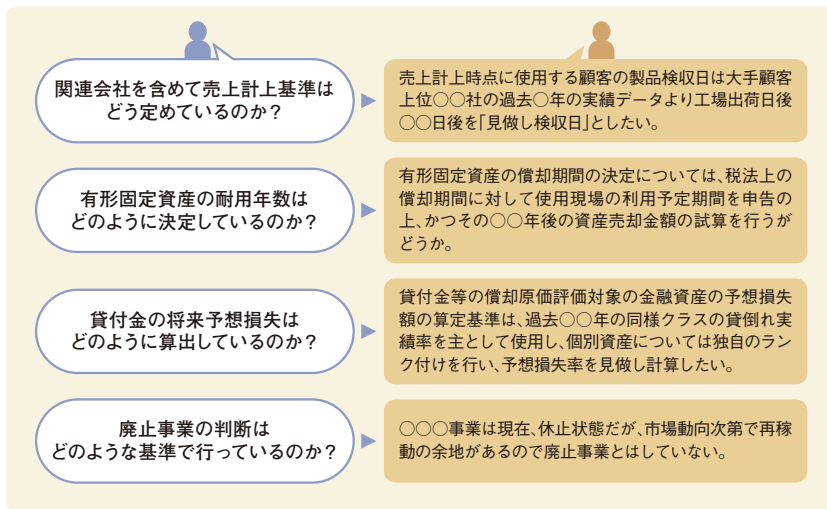 関連会社を含めて売上計上基準は
どう定めているのか?
売上計上時点に使用する顧客の製品検収日は大手顧客
上位○○社の過去○年の実績データより工場出荷日後
○○日後を「見做し検収日」としたい。
有形固定資産の耐用年数は
どのように決定しているのか?
有形固定資産の償却期間の決定については、税法上の
償却期間に対して使用現場の利用予定期間を申告の
上、かつその○○年後の資産売却金額の試算を行うが
どうか。
貸付金の将来予想損失は
どのように算出しているのか?
貸付金等の償却原価評価対象の金融資産の予想損失
額の算定基準は、過去○○年の同様クラスの貸倒れ実
績率を主として使用し、個別資産については独自のラン
ク付けを行い、予想損失率を見做し計算したい。
廃止事業の判断は
どのような基準で行っているのか?
○○○事業は現在、休止状態だが、市場動向次第で再稼
動の余地があるので廃止事業とはしていない。